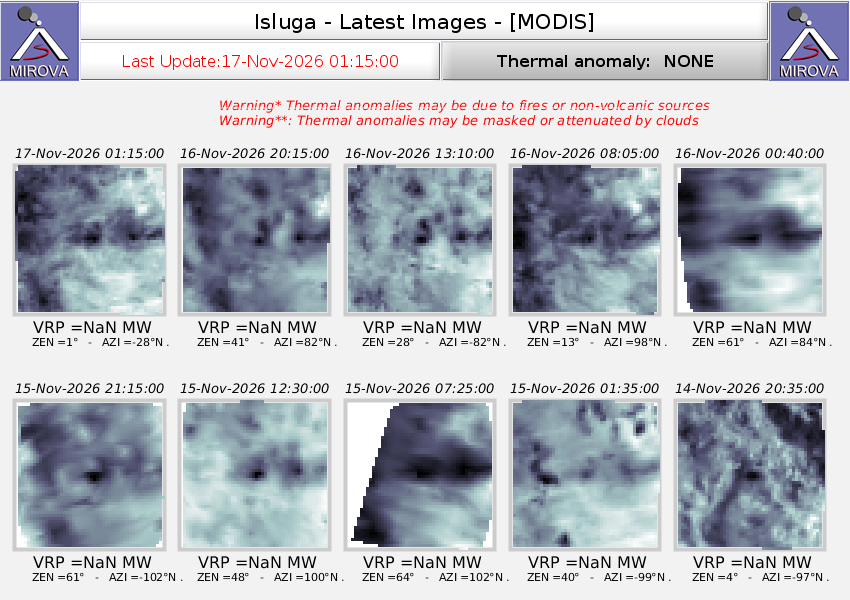 MIROVA
Isluga - Latest Images - [MODIS]
MIROVA
Last Update:17-Nov-2026 01:15:00
Thermal anomaly: NONE
Warning* Thermal anomalies may be due to fires or non-volcanic sources
Warning**: Thermal anomalies may be masked or attenuated by clouds
17-Nov-2026 01:15:00 16-Nov-2026 20:15:00 16-Nov-2026 13:10:00 16-Nov-2026 08:05:00 16-Nov-2026 00:40:00
VRP =NaN MW VRP =NaN MW VRP =NaN MW VRP =NaN MW VRP =NaN MW
ZEN =1° - AZI =-28°N . ZEN =41° - AZI =82°N . ZEN =28° - AZI =-82°N . ZEN =13° - AZI =98°N . ZEN =61° - AZI =84°N .
15-Nov-2026 21:15:00 15-Nov-2026 12:30:00 15-Nov-2026 07:25:00 15-Nov-2026 01:35:00 14-Nov-2026 20:35:00
VRP =NaN MW VRP =NaN MW VRP =NaN MW VRP =NaN MW VRP =NaN MW
ZEN =61° - AZI =-102°N . ZEN =48° - AZI =100°N . ZEN =64° - AZI =102°N . ZEN =40° - AZI =-99°N . ZEN =4° - AZI =-97°N .